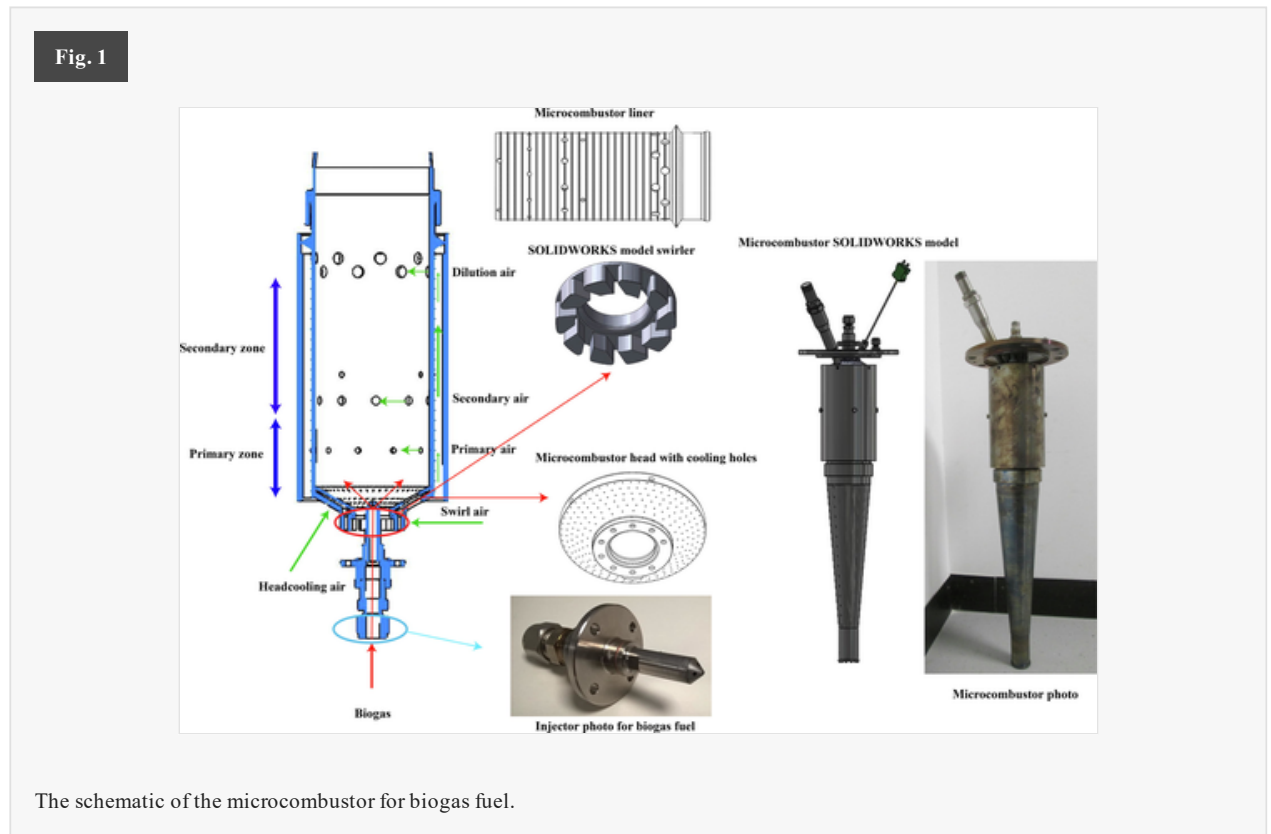 Fig. 1
Microcombustor liner
SOLIDWORKS model swirler
Microcombustor SOLIDWORKS model
Dilution air
Secondary zone
Secondary air
Primary zone
Primary air
Microcombustor head with cooling holes
Swirl air
Headcooling air
Biogas
Injector photo for biogas fuel
Microcombustor photo
The schematic of the microcombustor for biogas fuel.